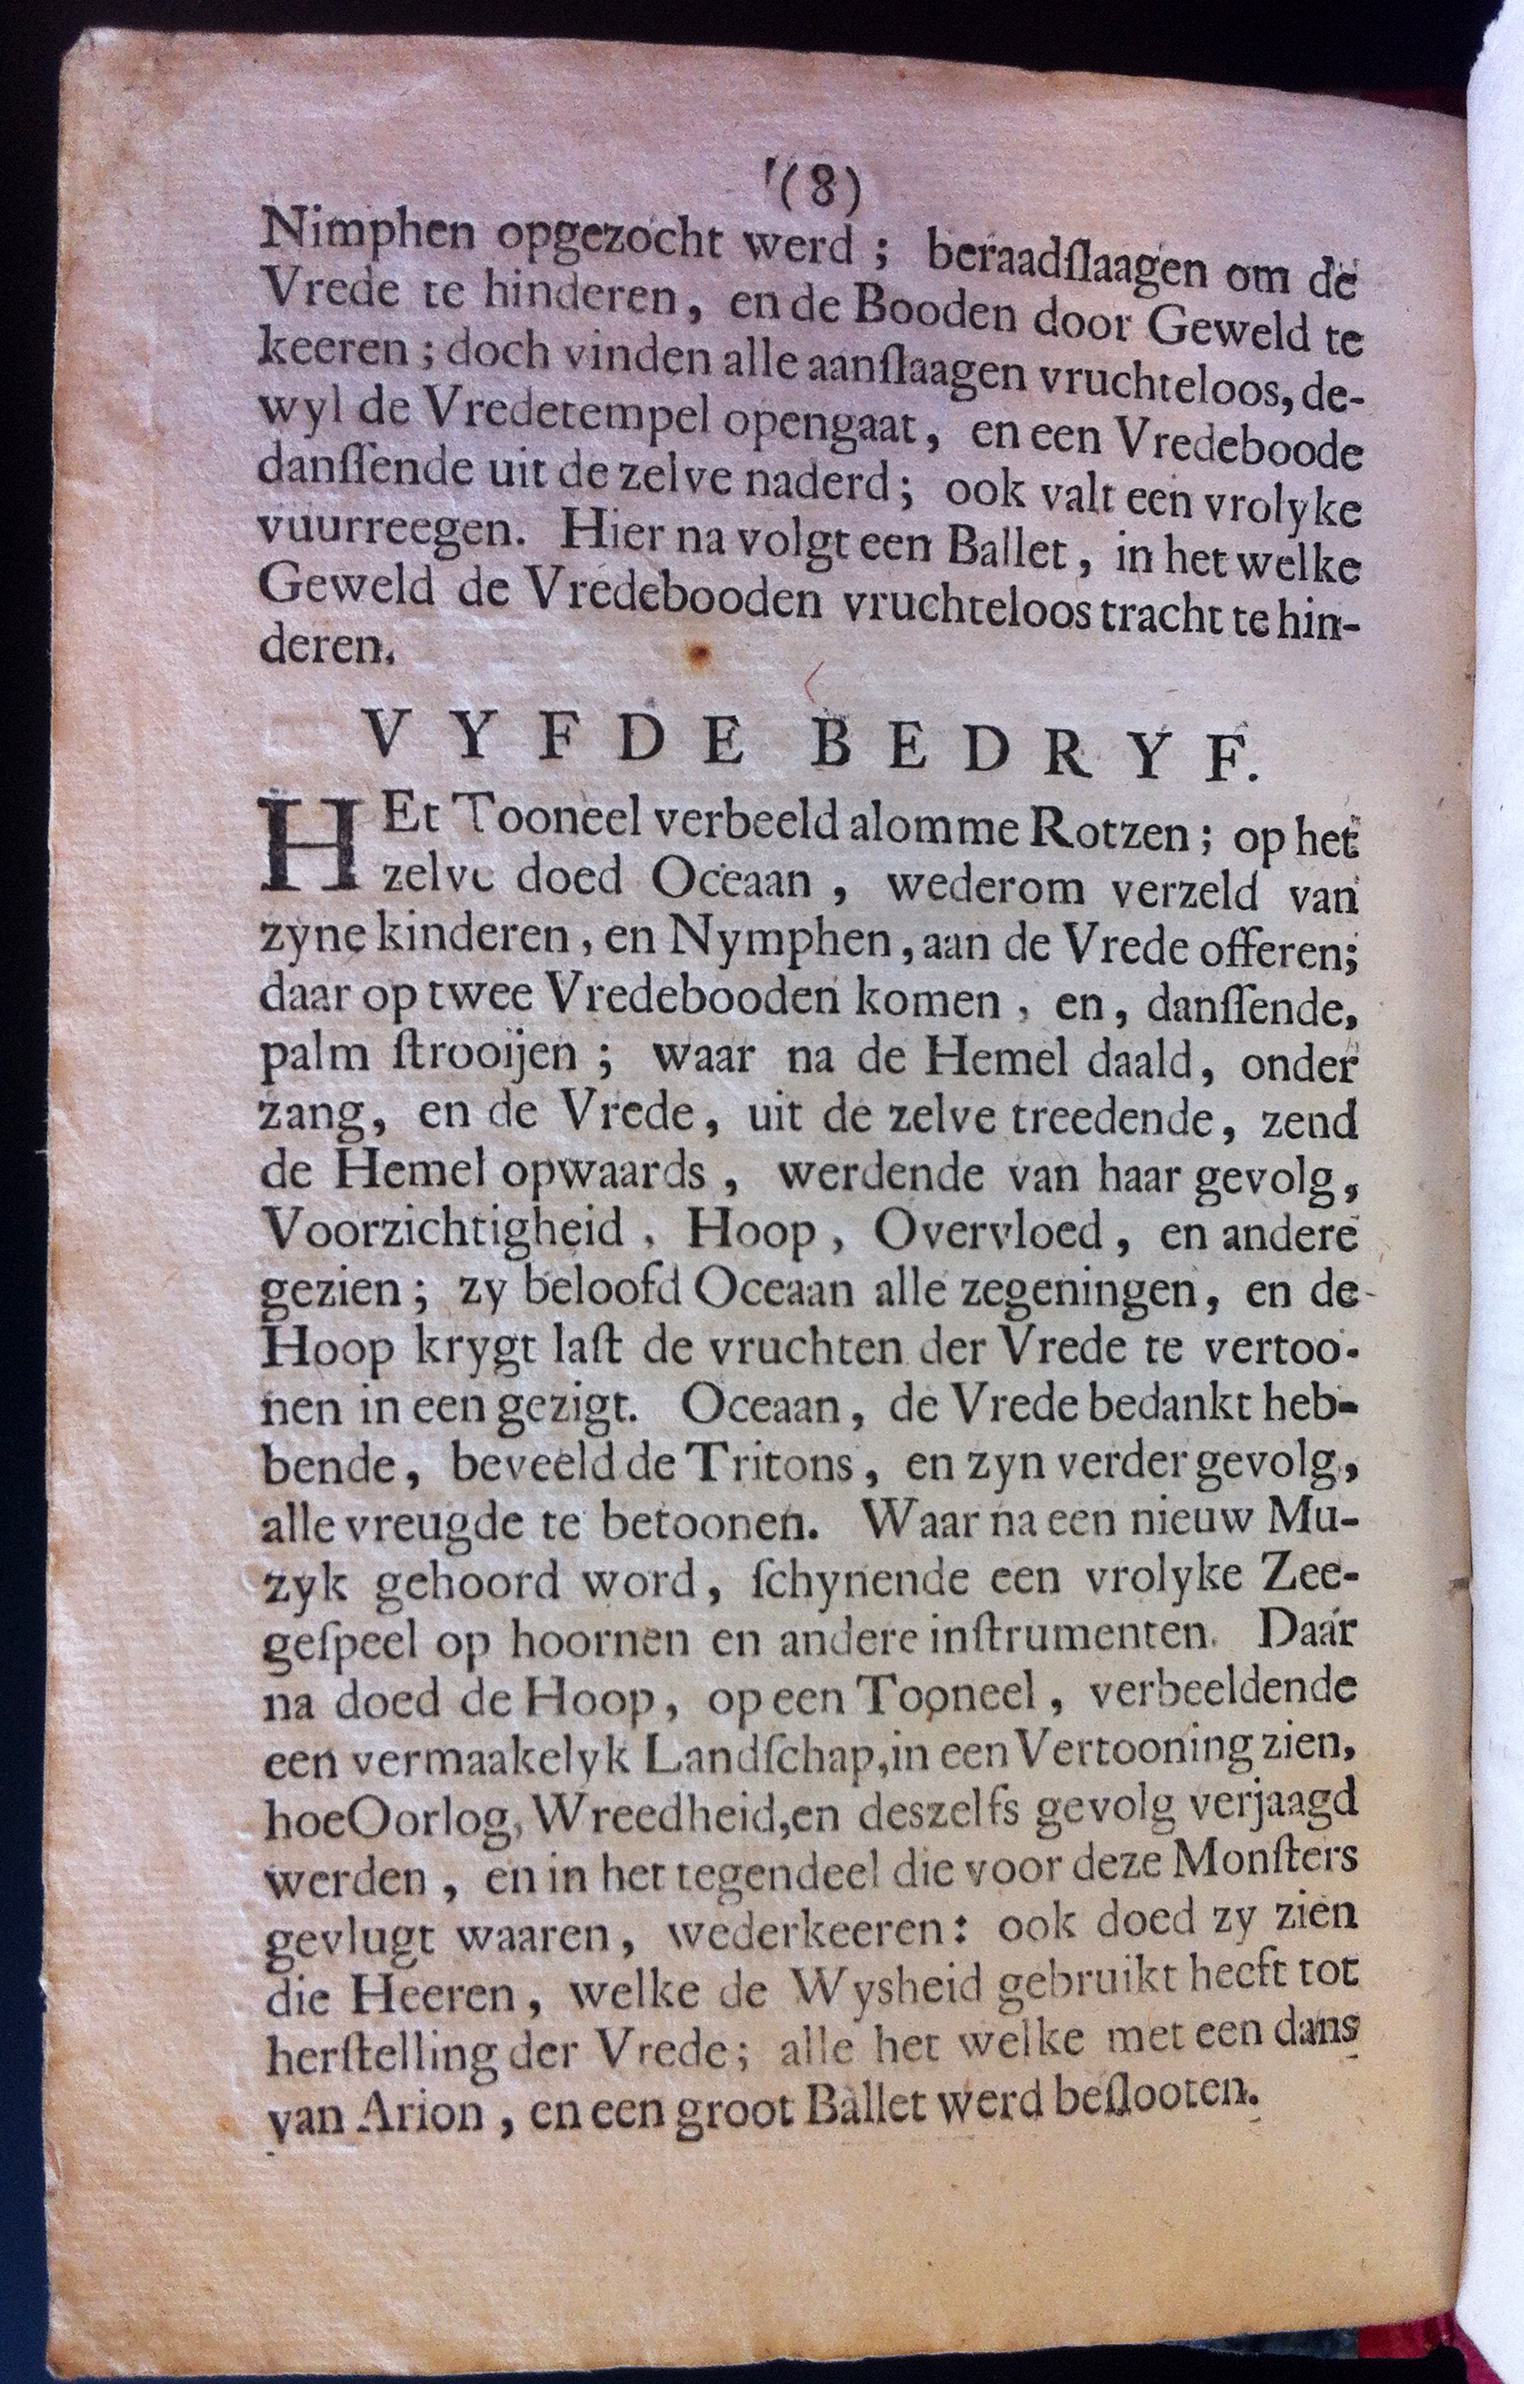 (8)
Nimphen opgezocht werd ; beraadſlaagen om de
Vrede te hinderen, en de Booden door Geweld te
keeren ; doch vinden alle aanſlaagen vruchteloos, de-
wyl de Vredetempel opengaat, en een Vredeboode
danſſende uit de zelve naderd; ook valt een vrolyke
vuurreegen. Hier na volgt een Ballet, in het welke
Geweld de Vredebooden vruchteloos tracht te hin-
deren.
VYFDE BEDRYF.
HEt Tooneel verbeeld alomme Rotzen; op het
zelve doed Oceaan, wederom verzeld van
zyne kinderen, en Nymphen, aan de Vrede offeren;
daar op twee Vredebooden komen, en, danſſende,
palm ſtrooijen ; waar na de Hemel daald, onder
zang, en de Vrede, uit de zelve treedende, zend
de Hemel opwaards, werdende van haar gevolg,
Voorzichtigheid, Hoop, Overvloed, en andere
gezien; zy beloofd Oceaan alle zegeningen, en de
Hoop krygt laſt de vruchten der Vrede te vertoo-
nen in een gezigt. Oceaan, de Vrede bedankt heb-
bende, beveeld de Tritons, en zyn verder gevolg,
alle vreugde te betoonen. Waar na een nieuw Mu-
zyk gehoord word, ſchynende een vrolyke Zee-
geſpeel op hoornen en andere inſtrumenten. Daar
na doed de Hoop, op een Tooneel, verbeeldende
een vermaakelyk Landſchap, in een Vertooning zien,
hoe Oorlog, Wreedheid, en deszelfs gevolg verjaagd
werden, en in het tegendeel die voor deze Monſters
gevlugt waaren, wederkeeren: ook doed zy zien
die Heeren, welke de Wysheid gebruikt heeft tot
herſtelling der Vrede; alle het welke met een dans
van Arion, en een groot Ballet werd beſlooten.